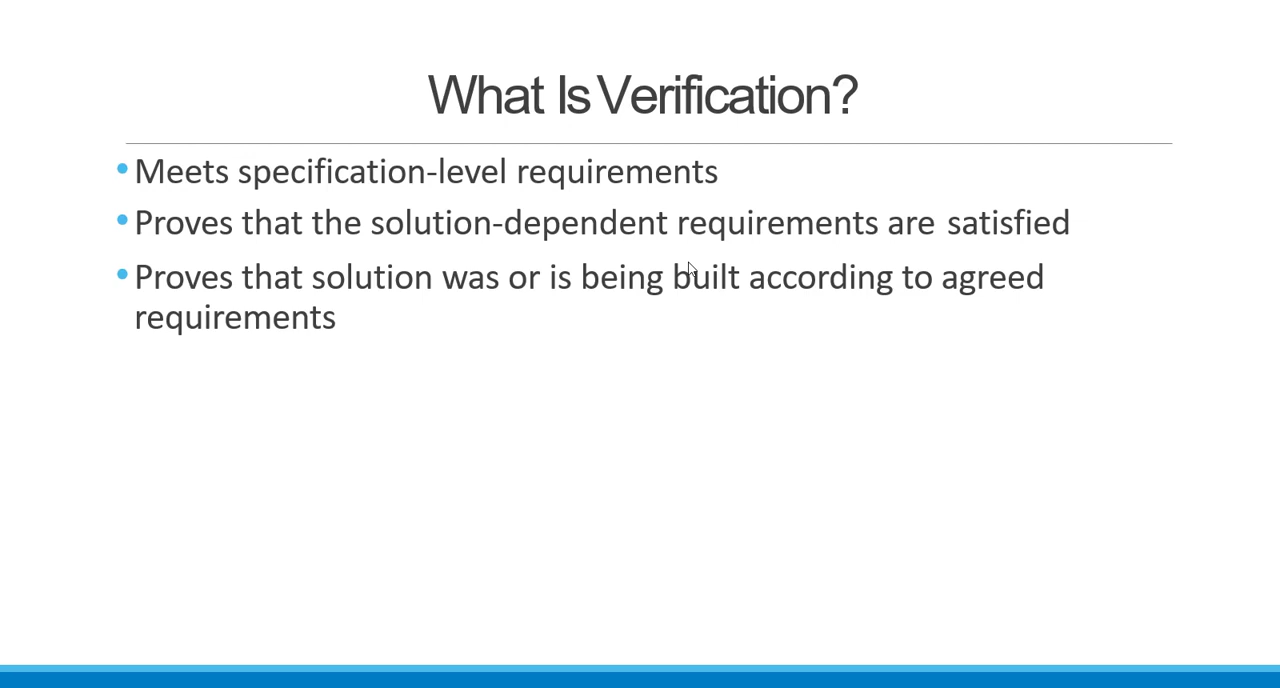 What Is Verification?
• Meets specification-level requirements
• Proves that the solution-dependent requirements are satisfied
• Proves that solution was or is being built according to agreed
requirements